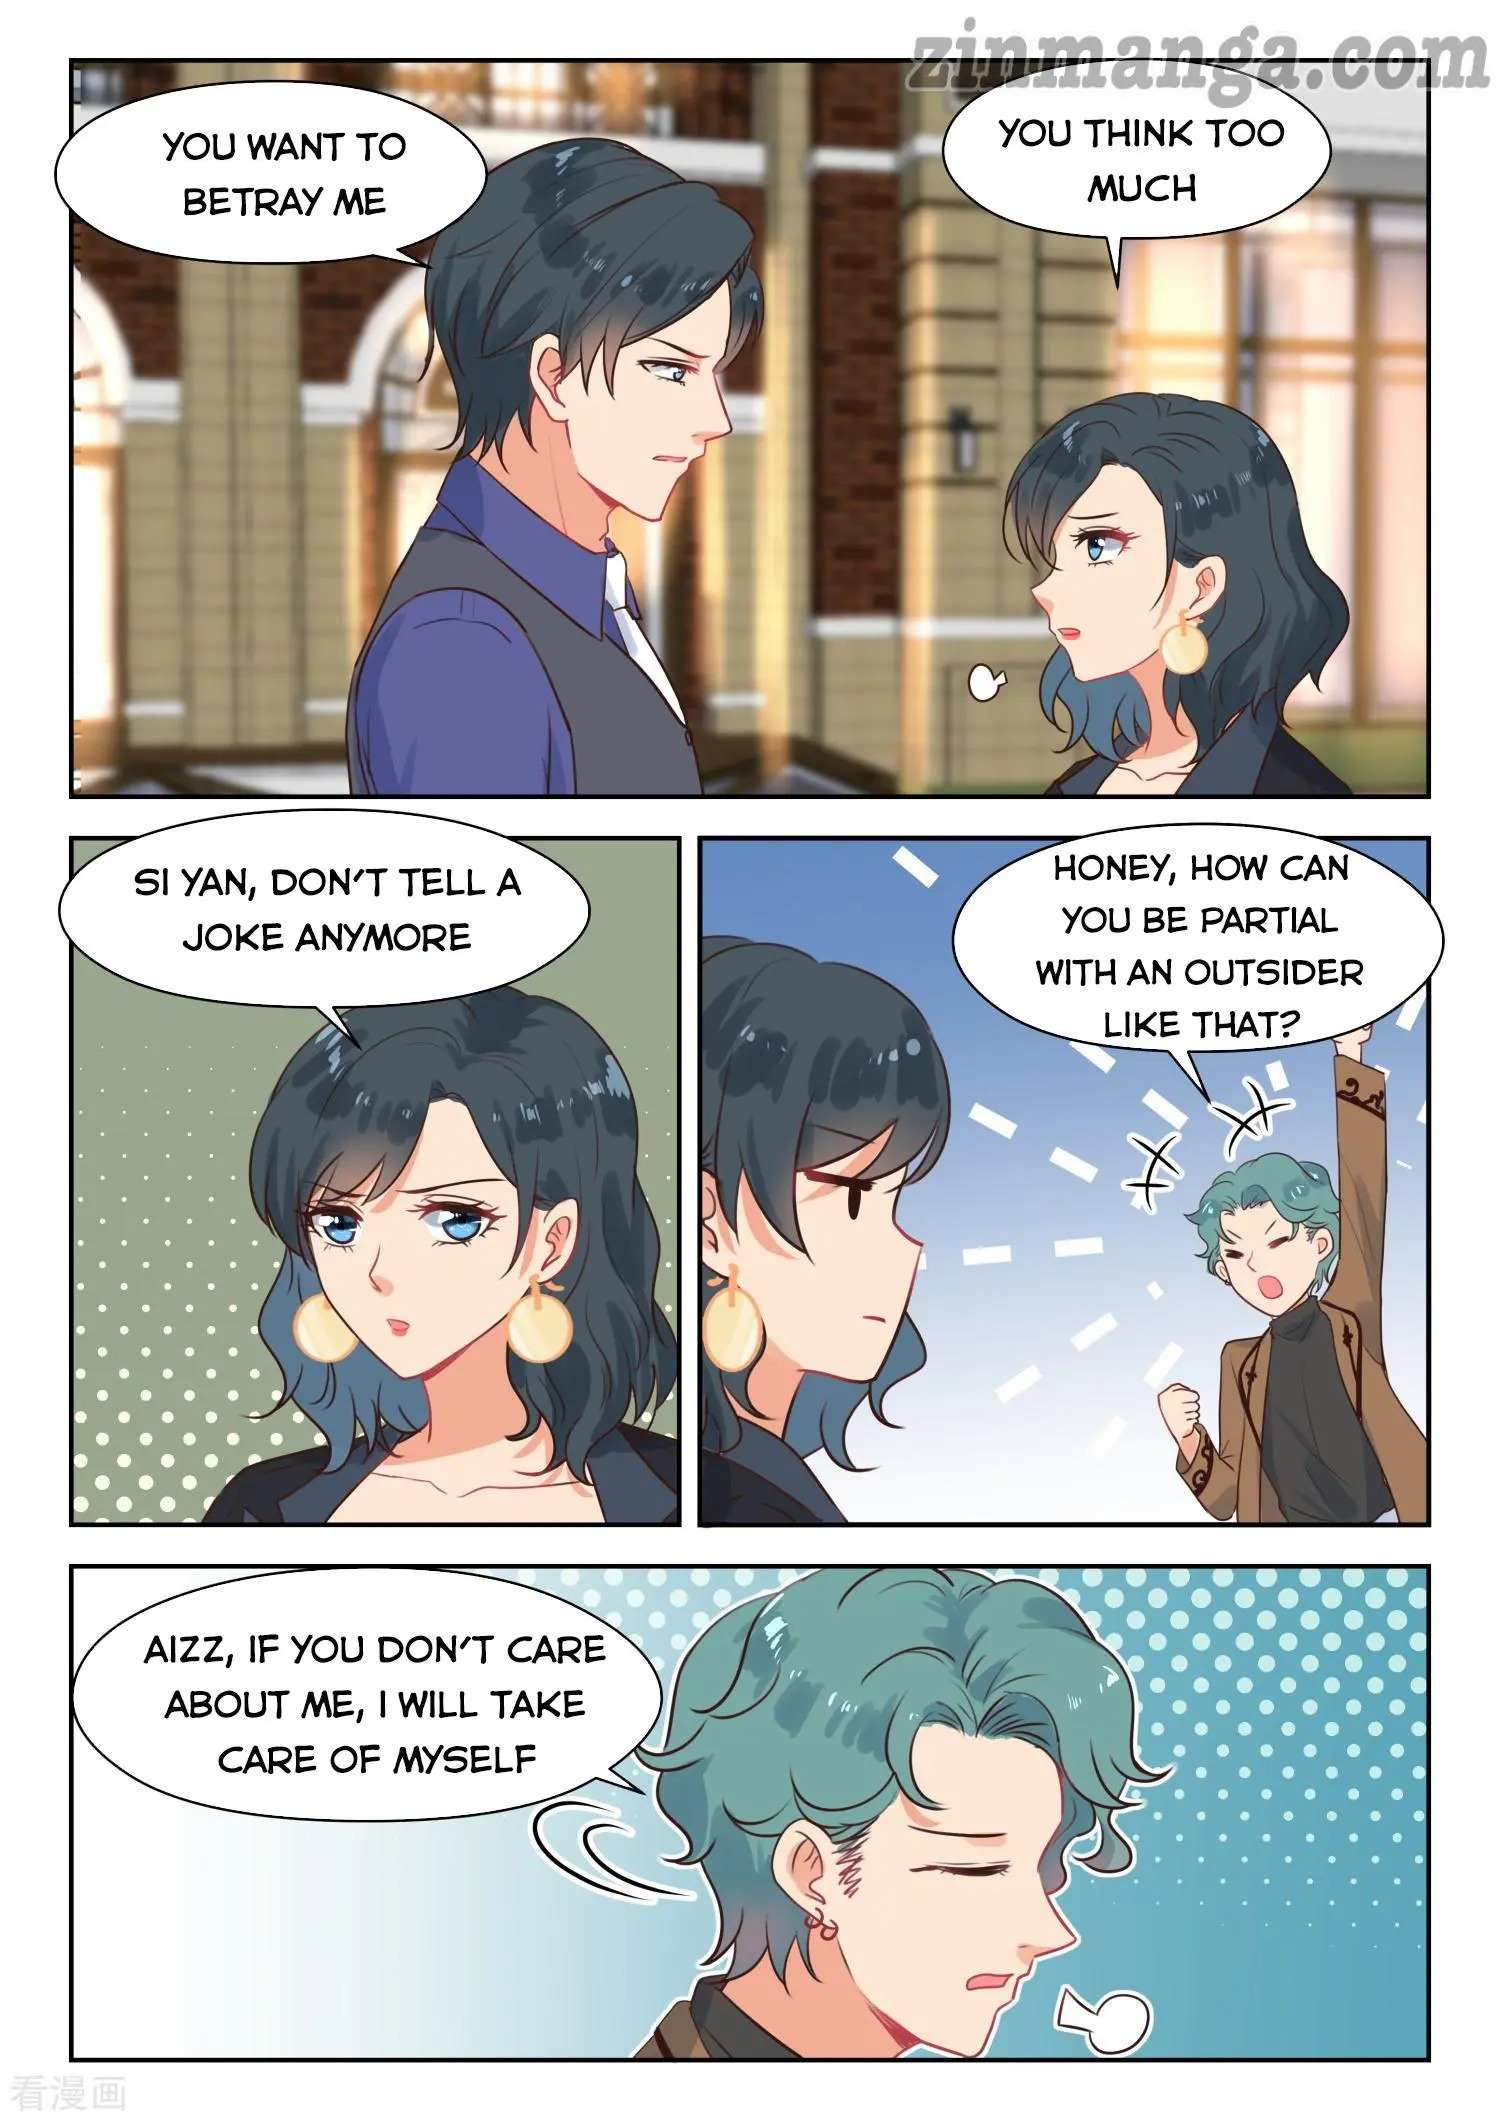 zinmanga.com
YOU WANT TO
BETRAY ME
YOU THINK TOO
MUCH
SI YAN, DON'T TELL A
JOKE ANYMORE
HONEY, HOW CAN
YOU BE PARTIAL
WITH AN OUTSIDER
LIKE THAT?
AIZZ, IF YOU DON'T CARE
ABOUT ME, I WILL TAKE
CARE OF MYSELF
看漫画